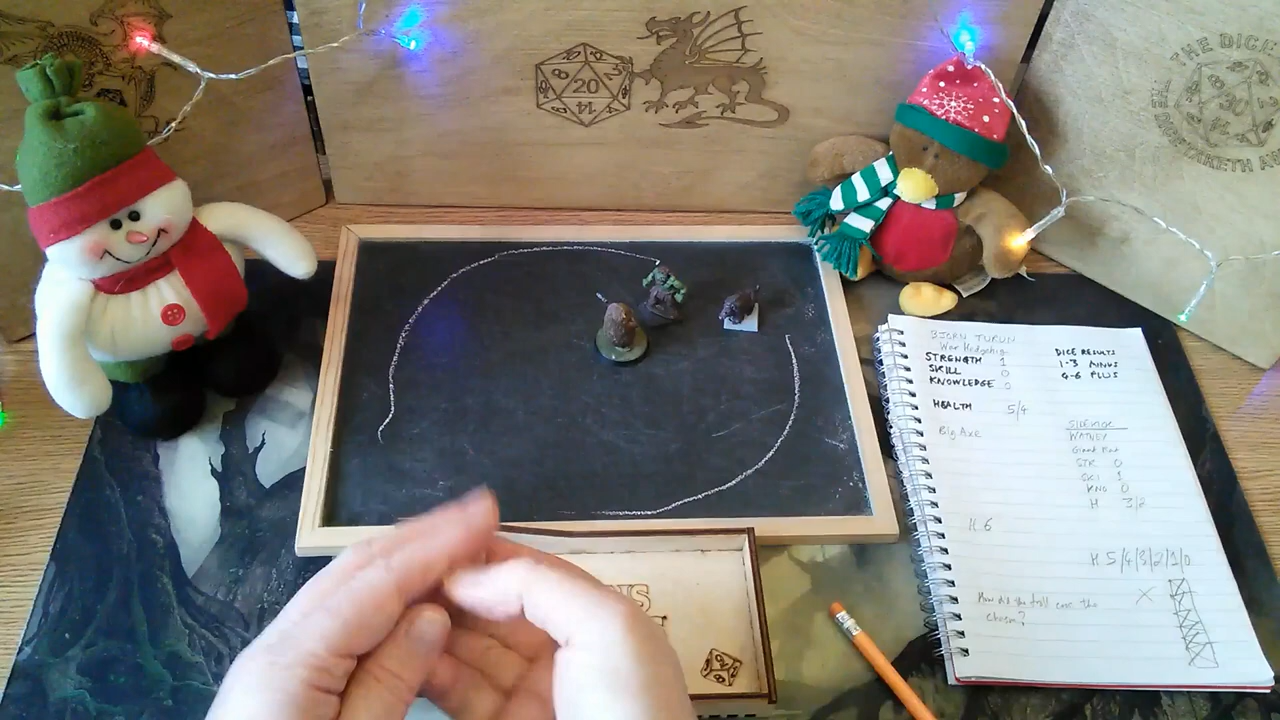 20
14
THE DICE
BJORN TURUN
War Hedgehig
STRENGTH 1
SKILL 0
KNOWLEDGE 0
HEALTH 5/4
Big Axe
DICE RESULTS
1-3 MINUS
4-6 PLUS
SIDEKICK
Giant Rat
STR 0
SKI 1
KNO 0
H 3/2
H 6
H 5/4/3/2/1/0
How did the troll cross the
chasm?
X